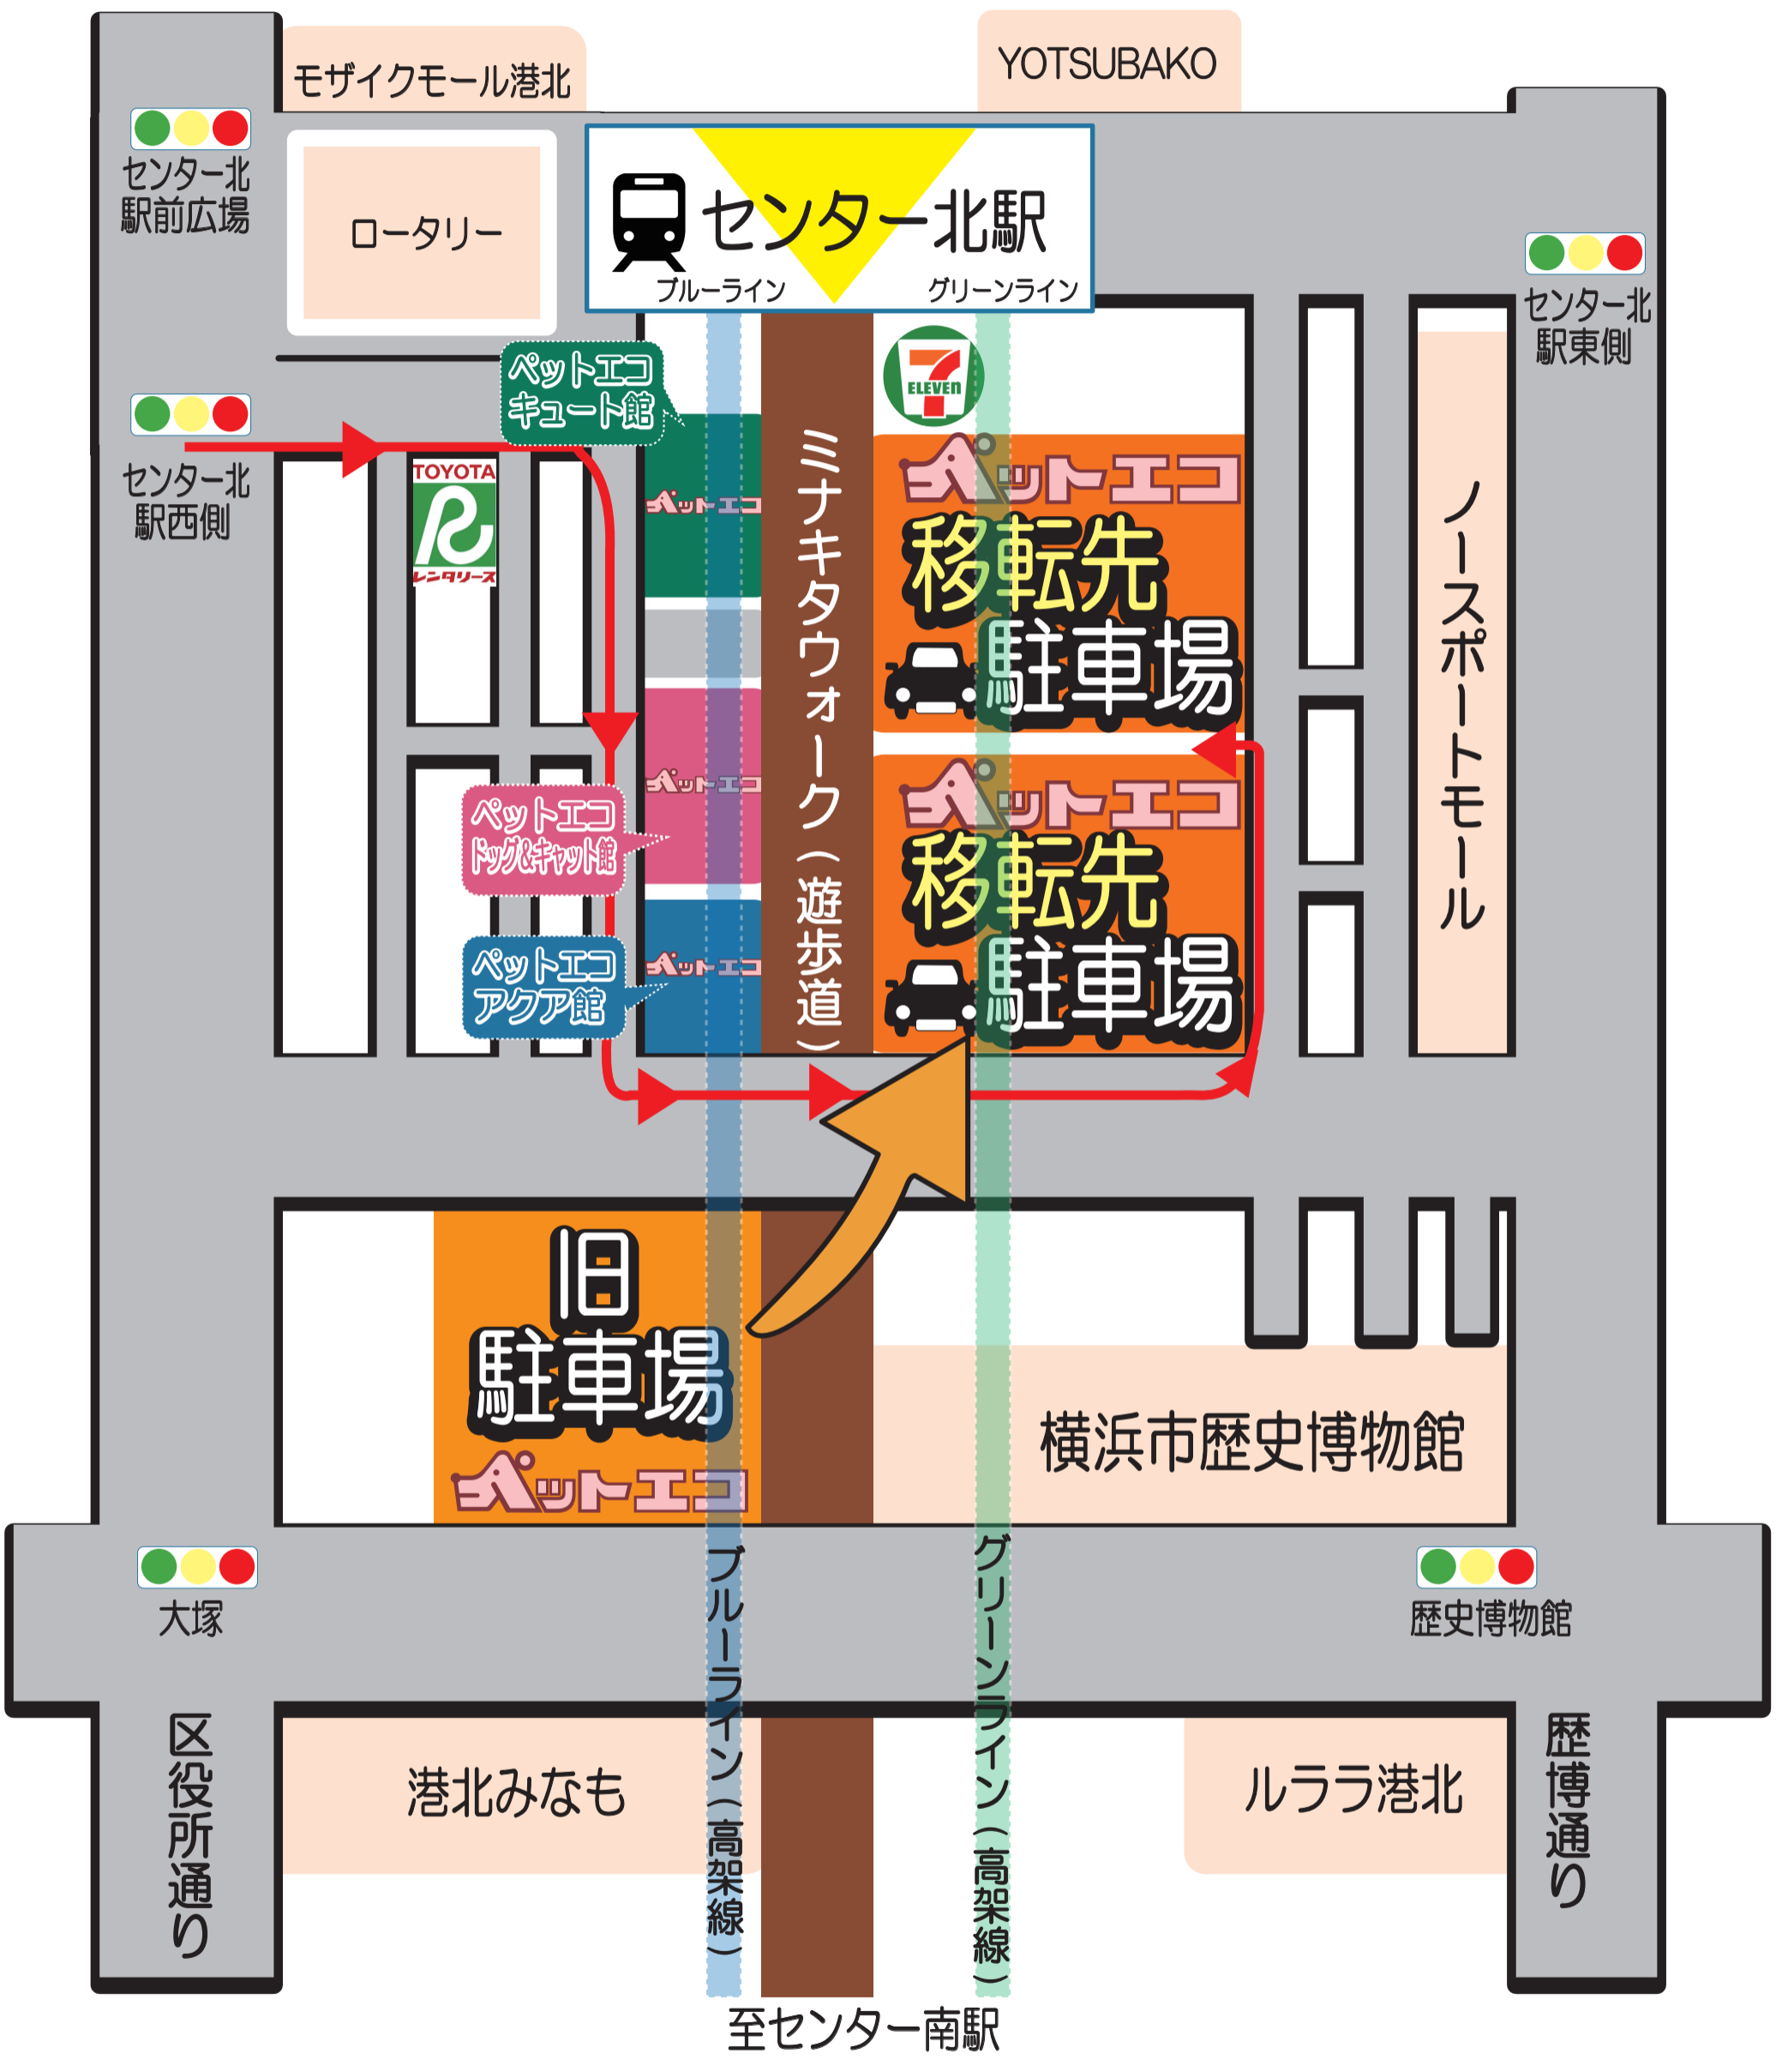 モザイクモール港北
YOTSUBAKO
センター北
駅前広場
ロータリー
センター北駅
ブルーライン
グリーンライン
センター北
駅東側
ペットエコ
キュート館
7
ELEVEn
センター北
駅西側
TOYOTA
R
レンタリース
ペットエコ
ペットエコ
移転先
駐車場
ミナキタウォーク（遊歩道）
ノースポートモール
ペットエコ
ペットエコ
ドッグ&キャット館
ペットエコ
移転先
駐車場
ペットエコ
アクア館
ペットエコ
旧
駐車場
ペットエコ
横浜市歴史博物館
大塚
歴史博物館
ブルーライン（高架線）
グリーンライン（高架線）
区役所通り
港北みなも
ルララ港北
歴博通り
至センター南駅